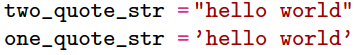 two_quote_str ="hello world"
one_quote_str =’hello world’